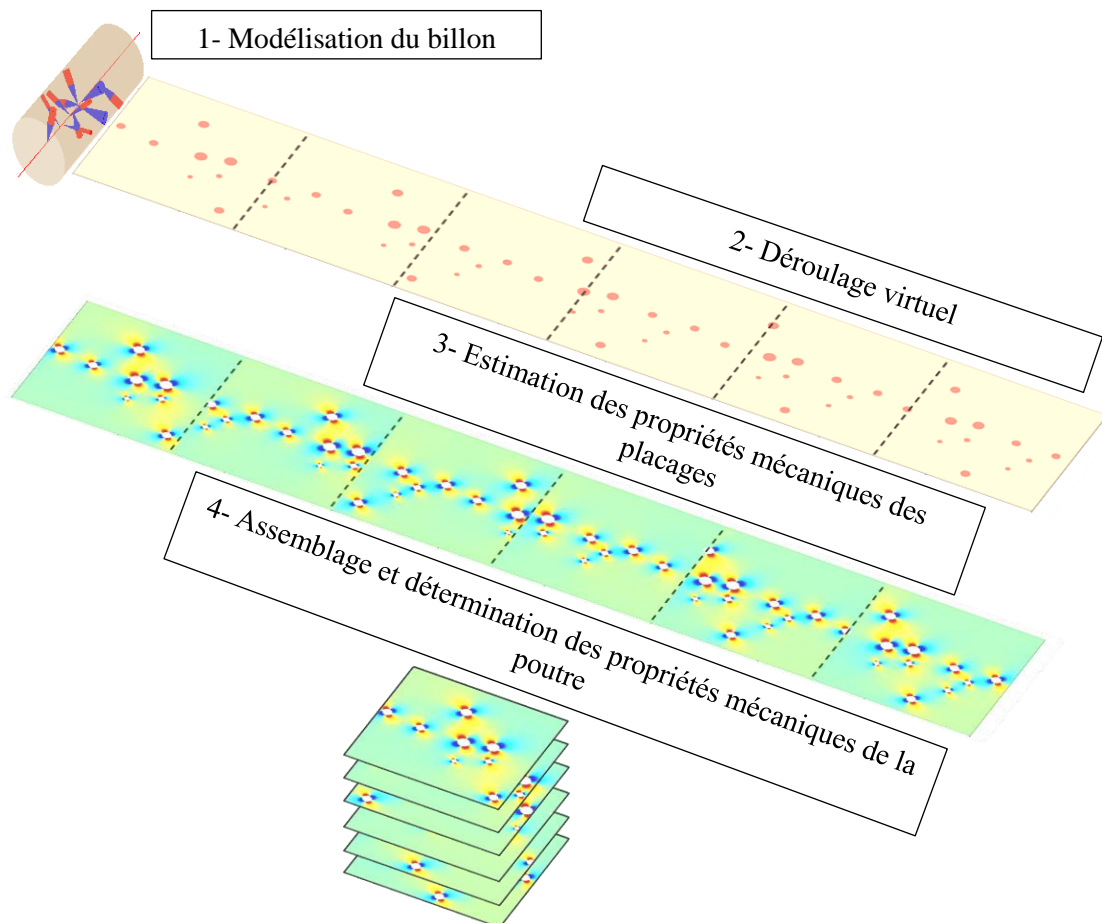 1- Modélisation du billon
2- Déroulage virtuel
3- Estimation des propriétés mécaniques des
placages
4- Assemblage et détermination des propriétés mécaniques de la
poutre